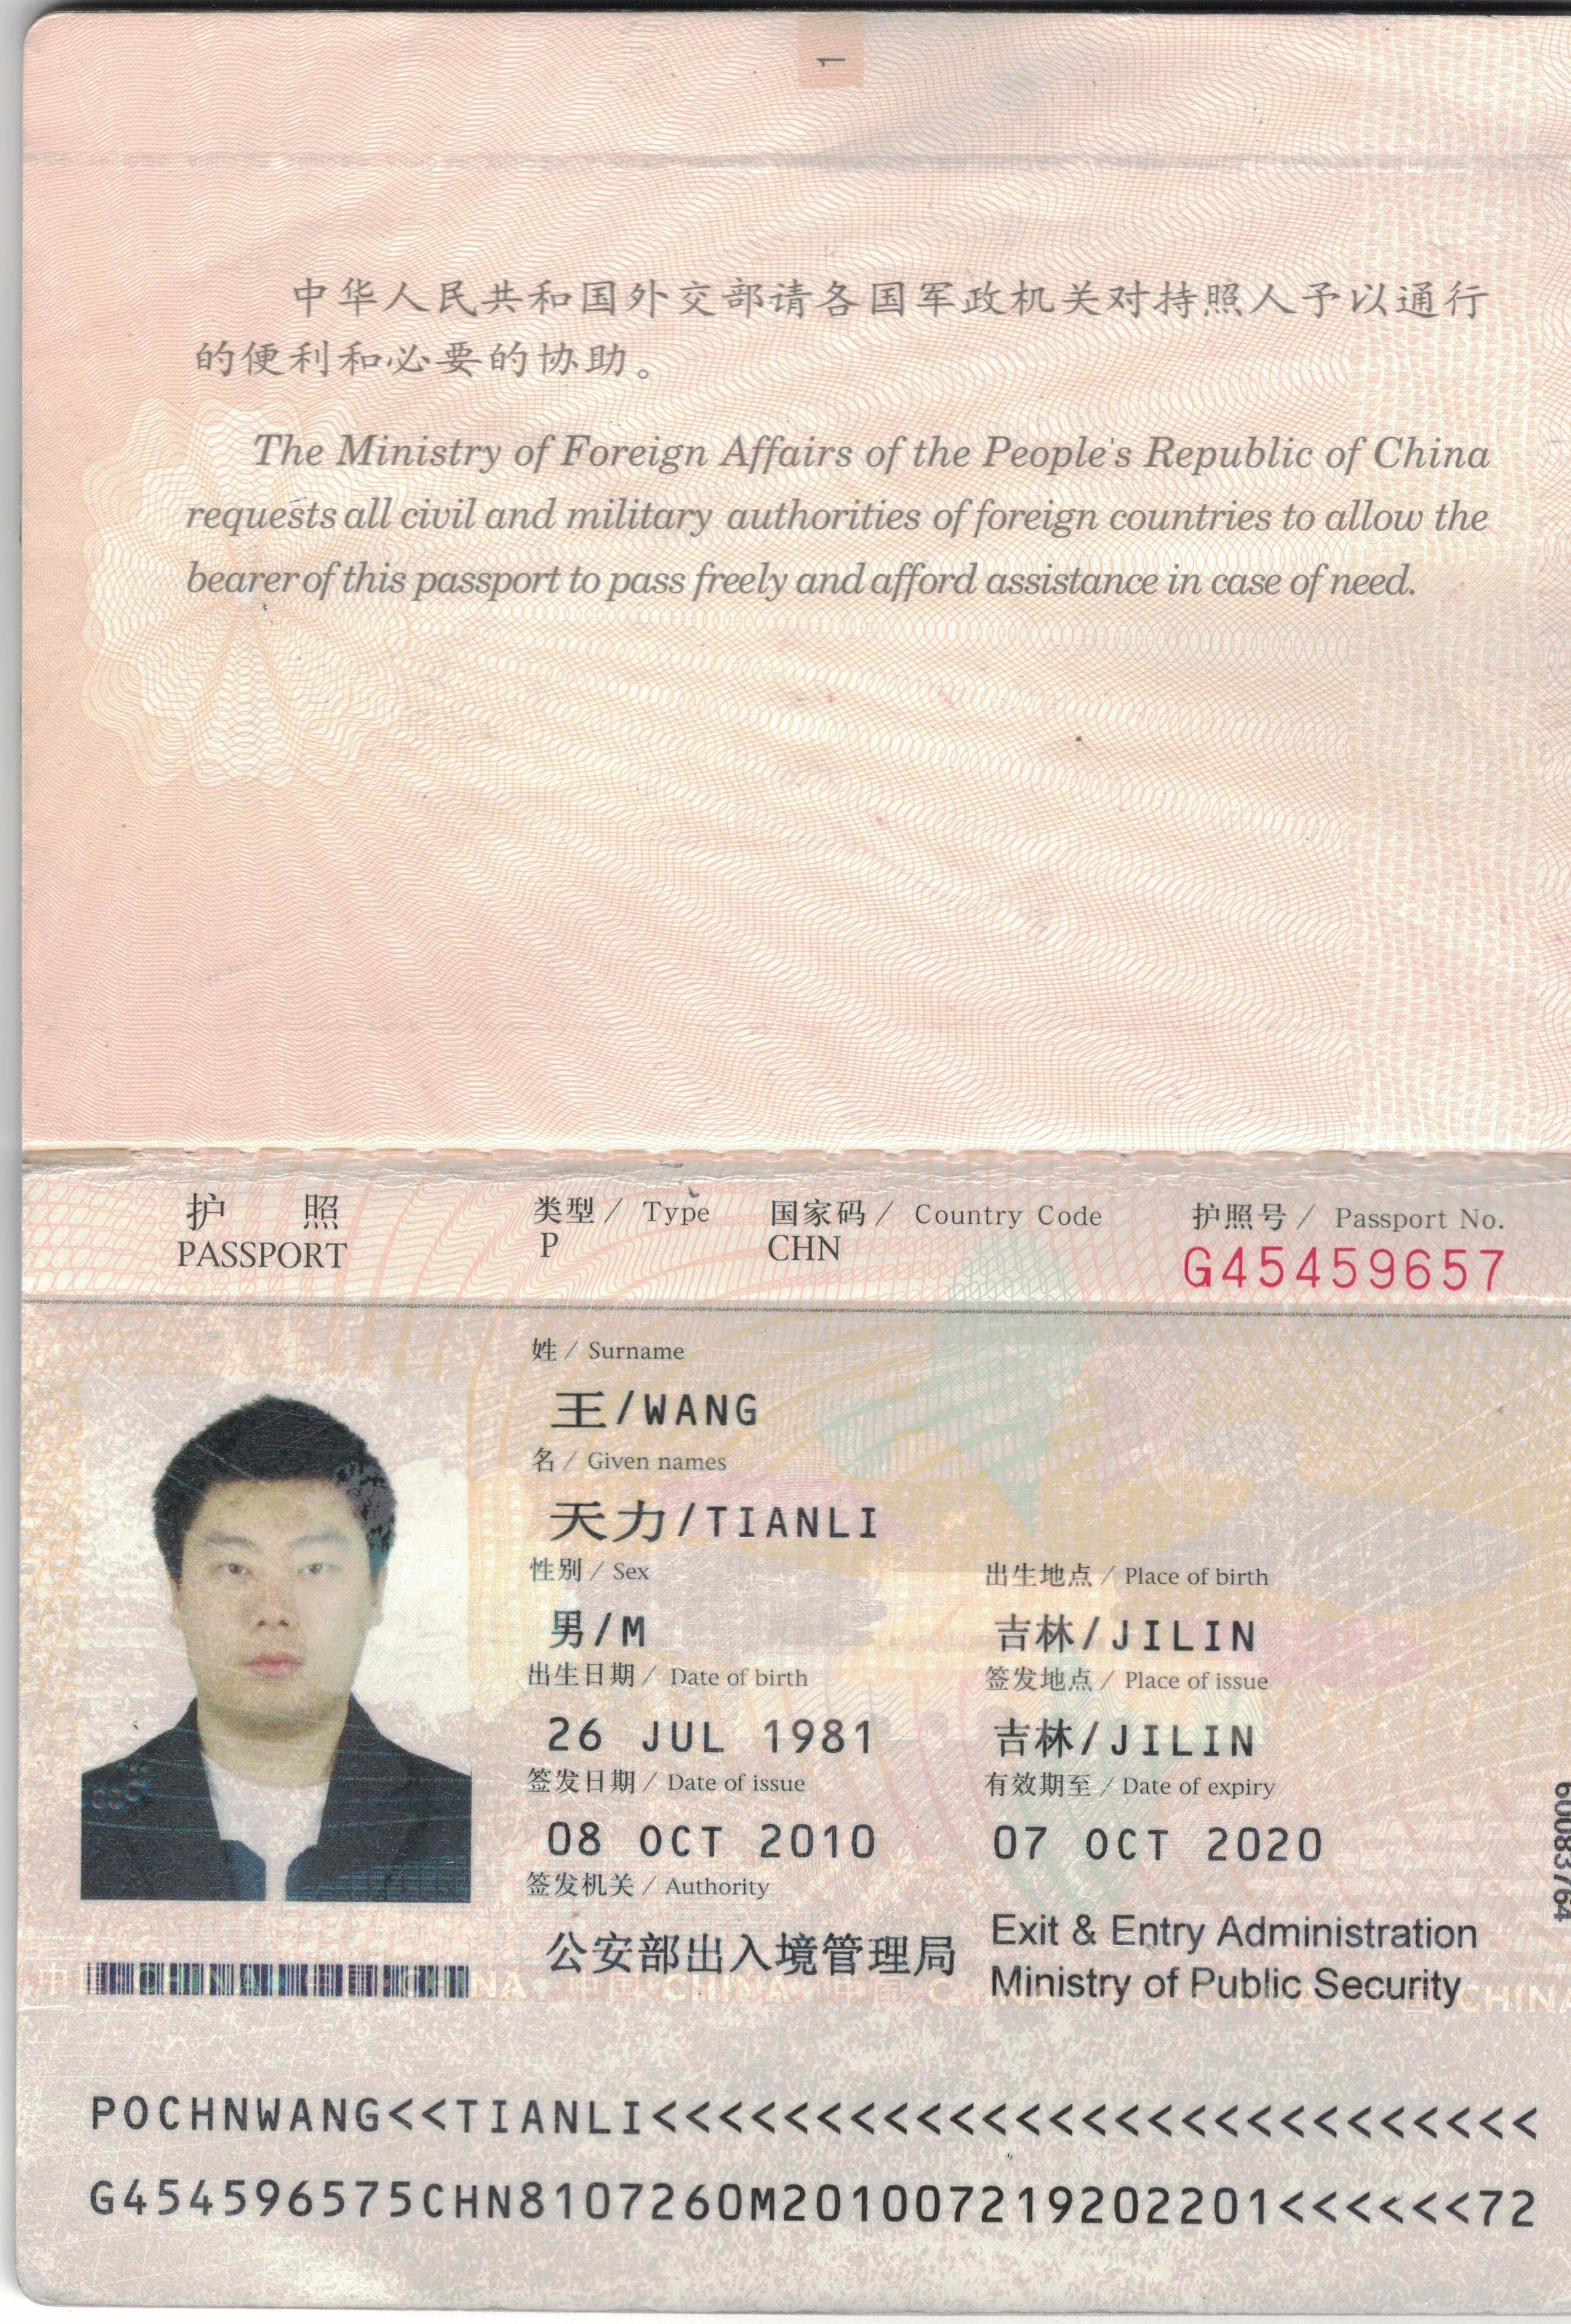 1
中华人民共和国外交部请各国军政机关对持照人予以通行
的便利和必要的协助。
The Ministry of Foreign Affairs of the People's Republic of China
requests all civil and military authorities of foreign countries to allow the
bearer of this passport to pass freely and afford assistance in case of need.
护 照 类型 / Type 国家码 / Country Code 护照号 / Passport No.
PASSPORT P CHN G45459657
姓 / Surname
王/WANG
名 / Given names
天力/TIANLI
性别 / Sex 出生地点 / Place of birth
男/M 吉林/JILIN
出生日期 / Date of birth 签发地点 / Place of issue
26 JUL 1981 吉林/JILIN
签发日期 / Date of issue 有效期至 / Date of expiry
08 OCT 2010 07 OCT 2020
签发机关 / Authority
公安部出入境管理局 Exit & Entry Administration
Ministry of Public Security
60083764
POCHNWANG<<TIANLI<<<<<<<<<<<<<<<<<<<<<<<<<<<
G454596575CHN8107260M201007219202201<<<<<<72